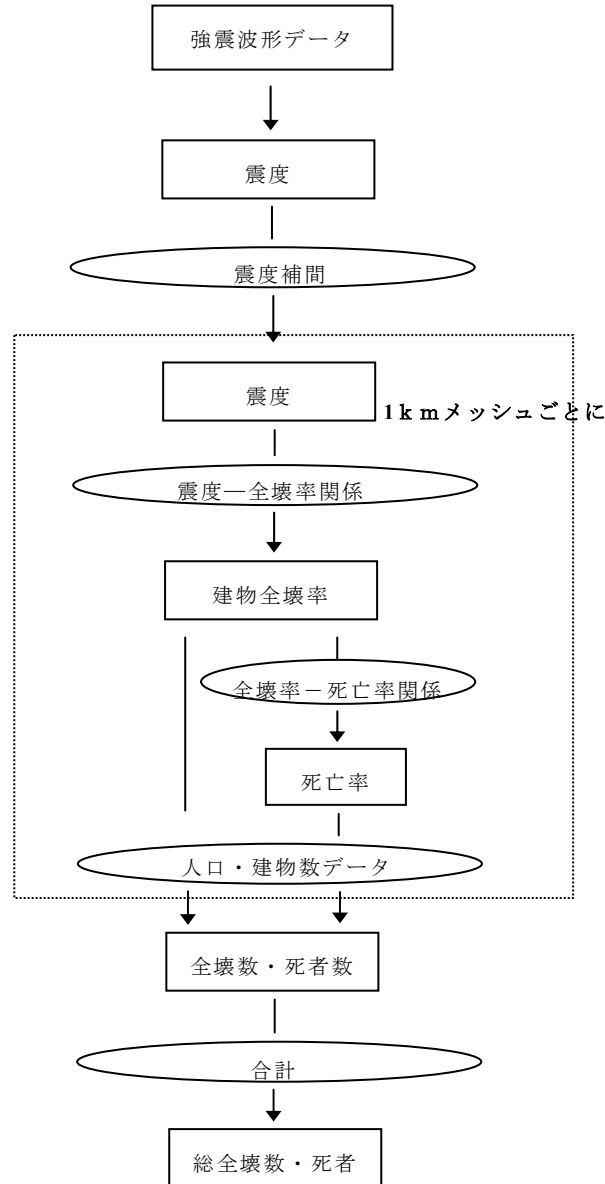 強震波形データ
震度
震度補間
震度
1kmメッシュごとに
震度―全壊率関係
建物全壊率
全壊率－死亡率関係
死亡率
人口・建物数データ
全壊数・死者数
合計
総全壊数・死者